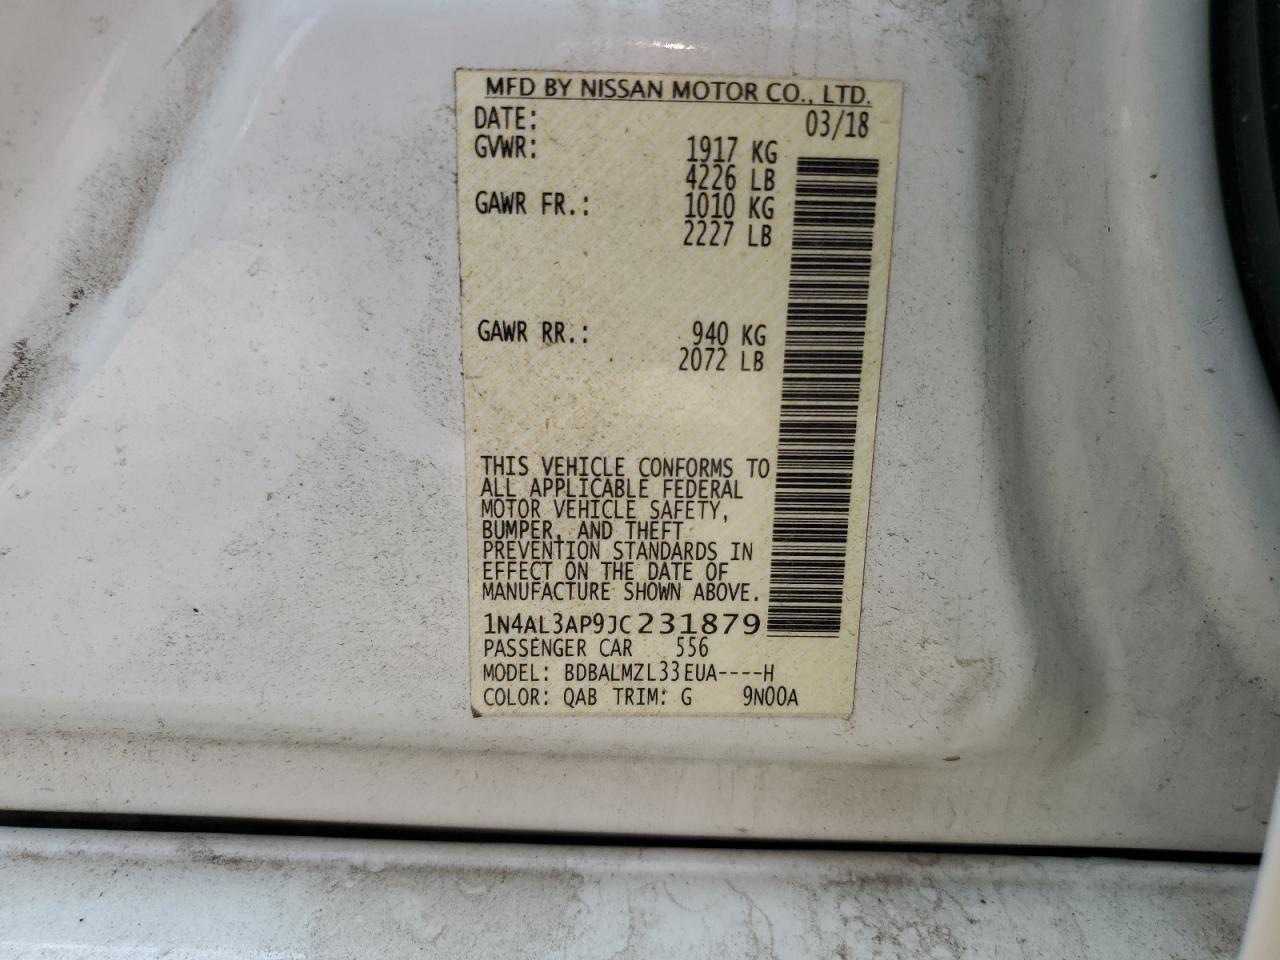 MFD BY NISSAN MOTOR CO., LTD.
DATE: 03/18
GVWR: 1917 KG
4226 LB
GAWR FR.: 1010 KG
2227 LB
GAWR RR.: 940 KG
2072 LB
THIS VEHICLE CONFORMS TO
ALL APPLICABLE FEDERAL
MOTOR VEHICLE SAFETY,
BUMPER, AND THEFT
PREVENTION STANDARDS IN
EFFECT ON THE DATE OF
MANUFACTURE SHOWN ABOVE.
1N4AL3AP9JC231879
PASSENGER CAR 556
MODEL: BDBALMZL33EUA----H
COLOR: QAB TRIM: G 9N00A